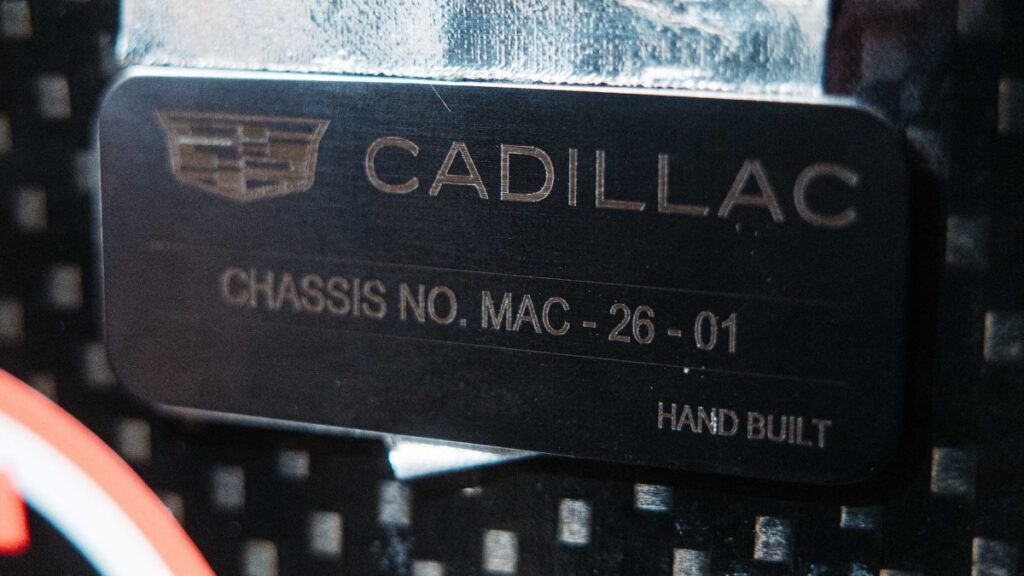 CADILLAC
CHASSIS NO. MAC - 26 - 01
HAND BUILT